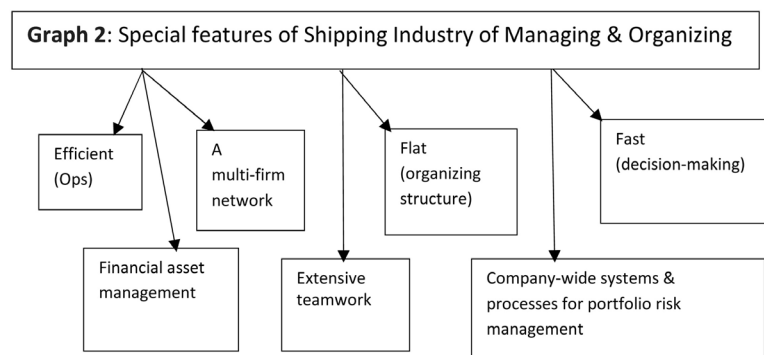 Graph 2: Special features of Shipping Industry of Managing & Organizing
Efficient
(Ops)
A
multi-firm
network
Flat
(organizing
structure)
Fast
(decision-making)
Financial asset
management
Extensive
teamwork
Company-wide systems &
processes for portfolio risk
management